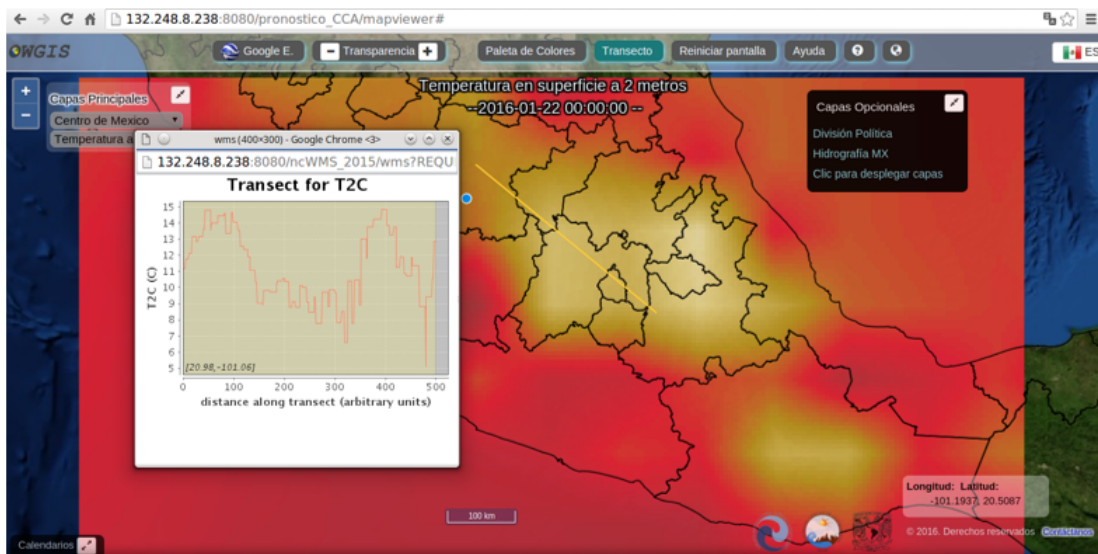 132.248.8.238:8080/pronostico_CCA/mapviewer#
OWGIS
Google E.
Transparencia
Paleta de Colores
Transecto
Reiniciar pantalla
Ayuda
?
ES
+
−
Capas Principales
Centro de Mexico
Temperatura a
Temperatura en superficie a 2 metros
--2016-01-22 00:00:00 --
Capas Opcionales
División Política
Hidrografía MX
Clic para desplegar capas
wms (400×300) - Google Chrome <3>
132.248.8.238:8080/ncWMS_2015/wms?REQU
Transect for T2C
15
14
13
12
11
10
9
8
7
6
5
T2C (C)
[20.98,-101.06]
0 100 200 300 400 500
distance along transect (arbitrary units)
100 km
Longitud: Latitud:
-101.1937, 20.5087
© 2016. Derechos reservados Contáctanos
Calendarios